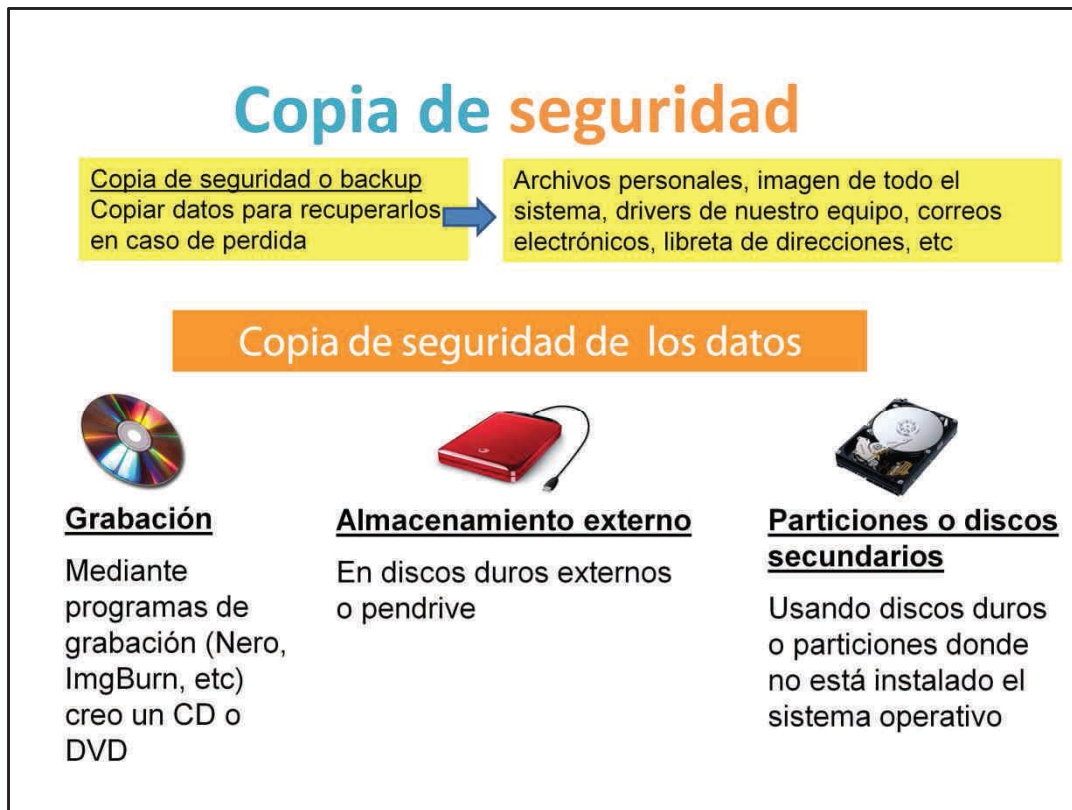 Copia de seguridad
Copia de seguridad o backup
Copiar datos para recuperarlos
en caso de perdida
Archivos personales, imagen de todo el
sistema, drivers de nuestro equipo, correos
electrónicos, libreta de direcciones, etc
Copia de seguridad de los datos
Grabación
Mediante
programas de
grabación (Nero,
ImgBurn, etc)
creo un CD o
DVD
Almacenamiento externo
En discos duros externos
o pendrive
Particiones o discos
secundarios
Usando discos duros
o particiones donde
no está instalado el
sistema operativo